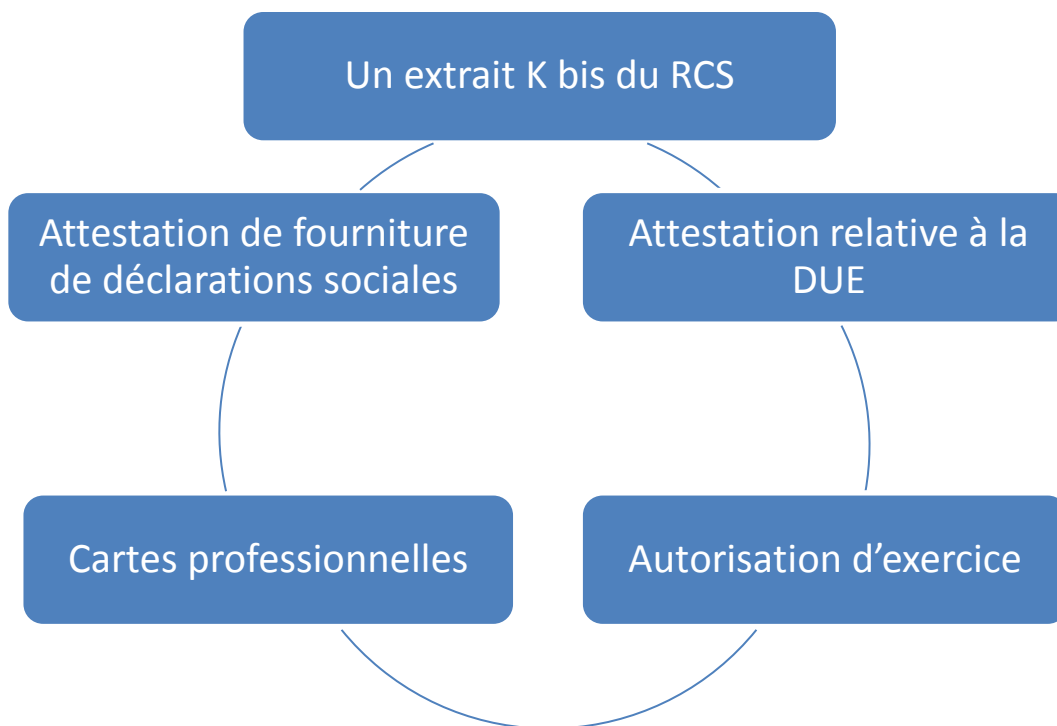 Un extrait K bis du RCS
Attestation de fourniture
de déclarations sociales
Attestation relative à la
DUE
Cartes professionnelles
Autorisation d’exercice